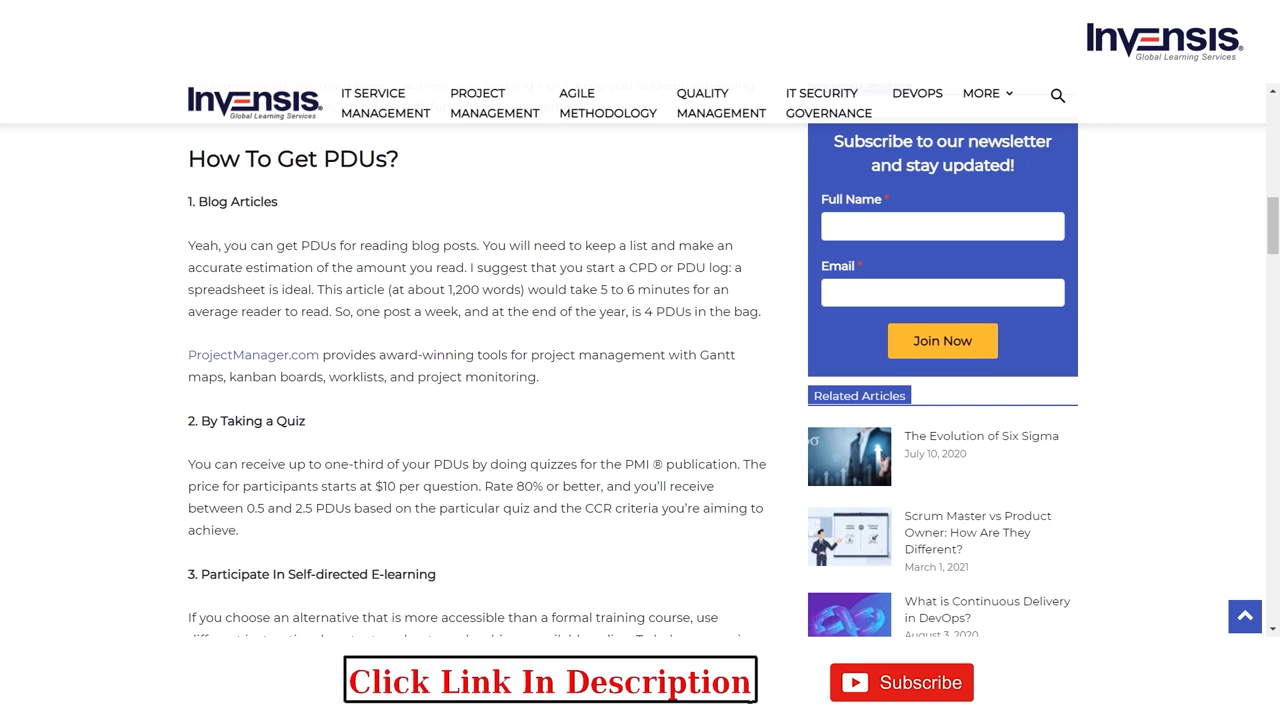 Invensis®
Global Learning Services
Invensis®
Global Learning Services
IT SERVICE
MANAGEMENT
PROJECT
MANAGEMENT
AGILE
METHODOLOGY
QUALITY
MANAGEMENT
IT SECURITY
GOVERNANCE
DEVOPS
MORE
How To Get PDUs?
1. Blog Articles
Yeah, you can get PDUs for reading blog posts. You will need to keep a list and make an
accurate estimation of the amount you read. I suggest that you start a CPD or PDU log: a
spreadsheet is ideal. This article (at about 1,200 words) would take 5 to 6 minutes for an
average reader to read. So, one post a week, and at the end of the year, is 4 PDUs in the bag.
ProjectManager.com provides award-winning tools for project management with Gantt
maps, kanban boards, worklists, and project monitoring.
2. By Taking a Quiz
You can receive up to one-third of your PDUs by doing quizzes for the PMI ® publication. The
price for participants starts at $10 per question. Rate 80% or better, and you’ll receive
between 0.5 and 2.5 PDUs based on the particular quiz and the CCR criteria you’re aiming to
achieve.
3. Participate In Self-directed E-learning
If you choose an alternative that is more accessible than a formal training course, use
Subscribe to our newsletter
and stay updated!
Full Name *
Email *
Join Now
Related Articles
The Evolution of Six Sigma
July 10, 2020
Scrum Master vs Product
Owner: How Are They
Different?
March 1, 2021
What is Continuous Delivery
in DevOps?
August 3, 2020
Click Link In Description
Subscribe